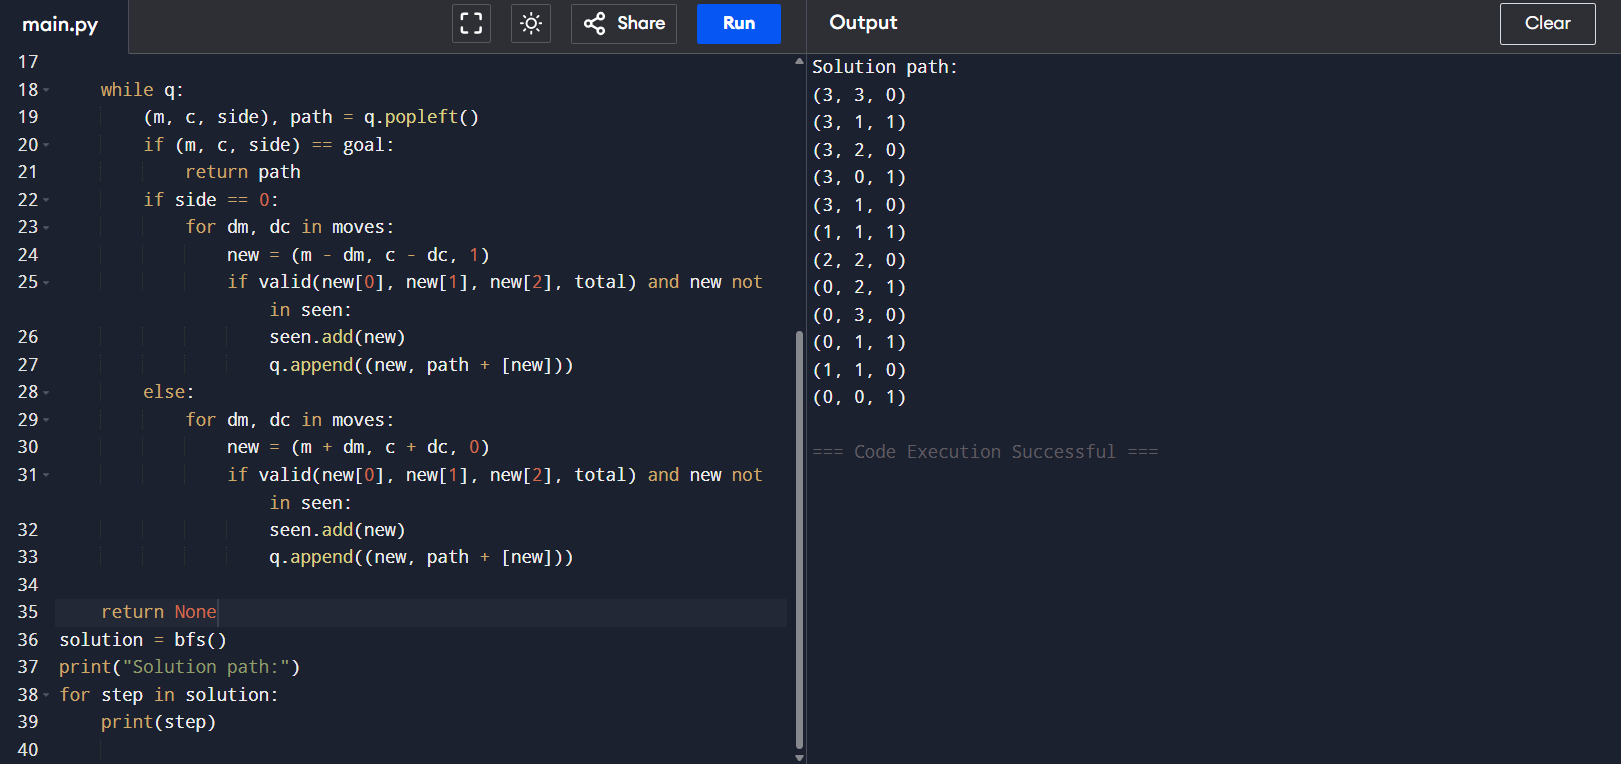 main.py
Share
Run
Output
Clear
17
18 while q:
19 (m, c, side), path = q.popleft()
20 if (m, c, side) == goal:
21 return path
22 if side == 0:
23 for dm, dc in moves:
24 new = (m - dm, c - dc, 1)
25 if valid(new[0], new[1], new[2], total) and new not
in seen:
26 seen.add(new)
27 q.append((new, path + [new]))
28 else:
29 for dm, dc in moves:
30 new = (m + dm, c + dc, 0)
31 if valid(new[0], new[1], new[2], total) and new not
in seen:
32 seen.add(new)
33 q.append((new, path + [new]))
34
35 return None
36 solution = bfs()
37 print("Solution path:")
38 for step in solution:
39 print(step)
40
Solution path:
(3, 3, 0)
(3, 1, 1)
(3, 2, 0)
(3, 0, 1)
(3, 1, 0)
(1, 1, 1)
(2, 2, 0)
(0, 2, 1)
(0, 3, 0)
(0, 1, 1)
(1, 1, 0)
(0, 0, 1)
=== Code Execution Successful ===